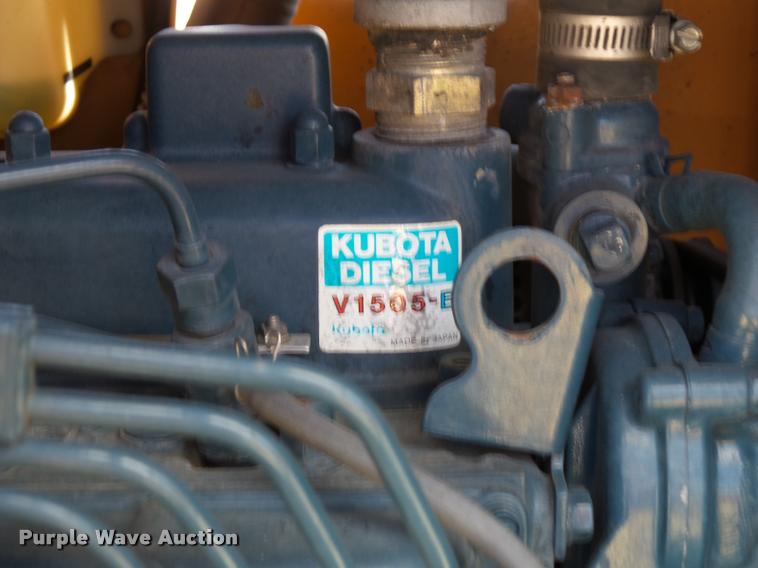 KUBOTA
DIESEL
V1505-E
Kubota
MADE IN JAPAN
Purple Wave Auction